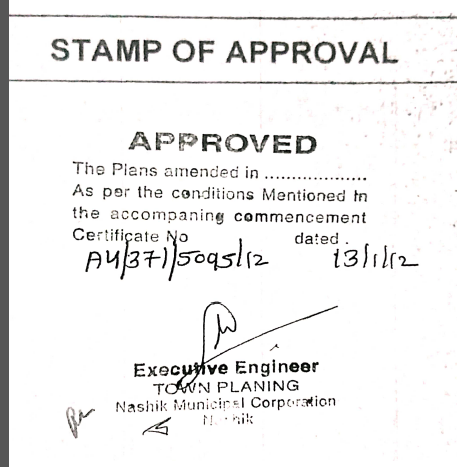 STAMP OF APPROVAL
APPROVED
The Plans amended in ...................
As per the conditions Mentioned In
the accompaning commencement
Certificate No dated .
A4/371/5095/12 13/1/12
Executive Engineer
TOWN PLANING
Nashik Municipal Corporation
Nashik